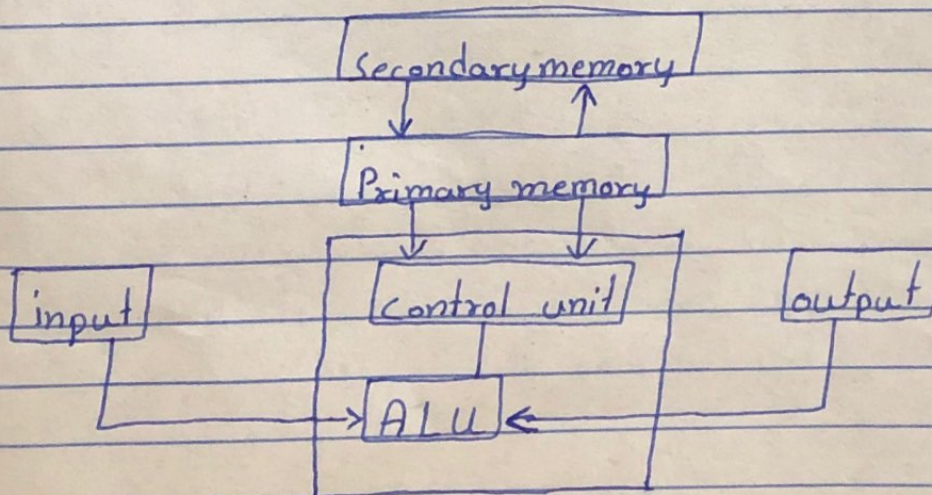 Secondary memory
Primary memory
input
control unit
output
ALU